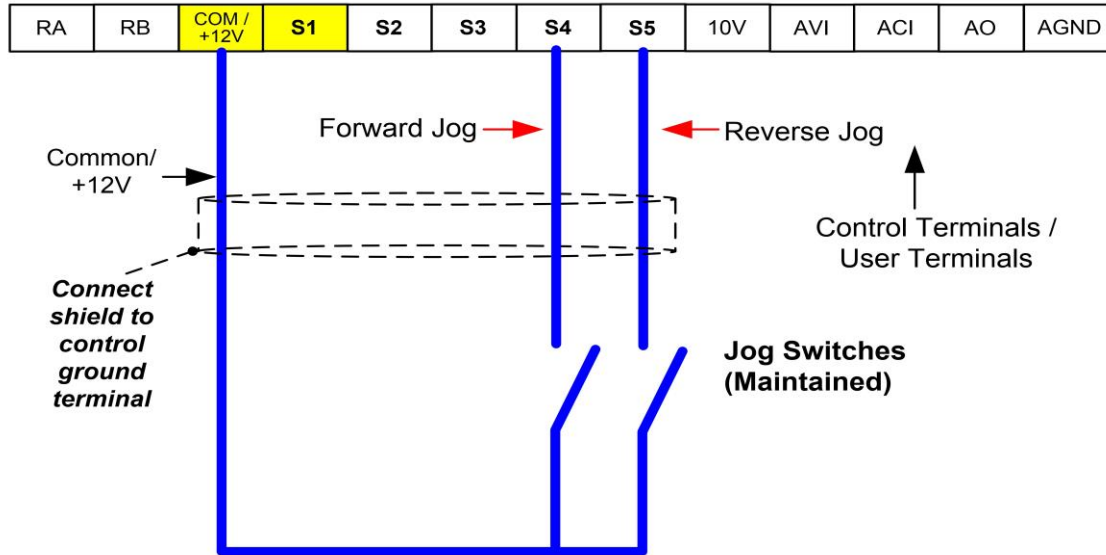 RA RB COM / +12V S1 S2 S3 S4 S5 10V AVI ACI AO AGND
Forward Jog
Reverse Jog
Common/
+12V
Control Terminals /
User Terminals
Connect
shield to
control
ground
terminal
Jog Switches
(Maintained)